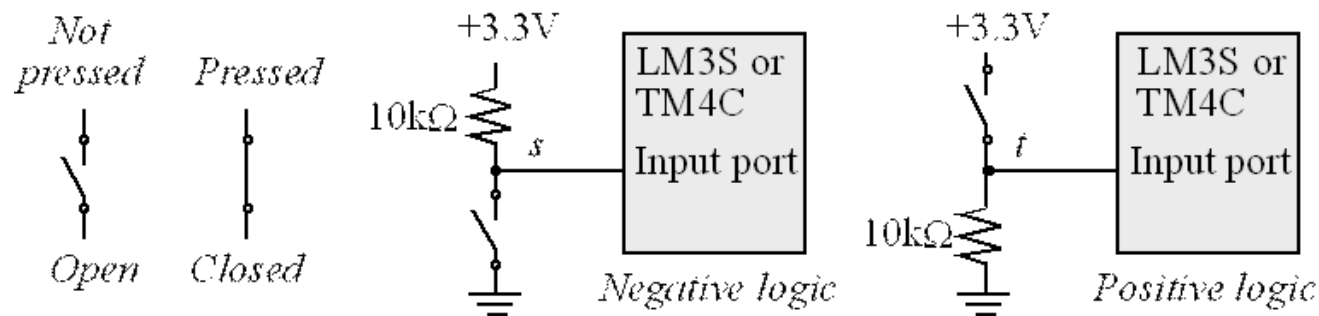 Not
pressed
Pressed
Open
Closed
+3.3V
10kΩ
s
LM3S or
TM4C
Input port
Negative logic
+3.3V
t
10kΩ
LM3S or
TM4C
Input port
Positive logic